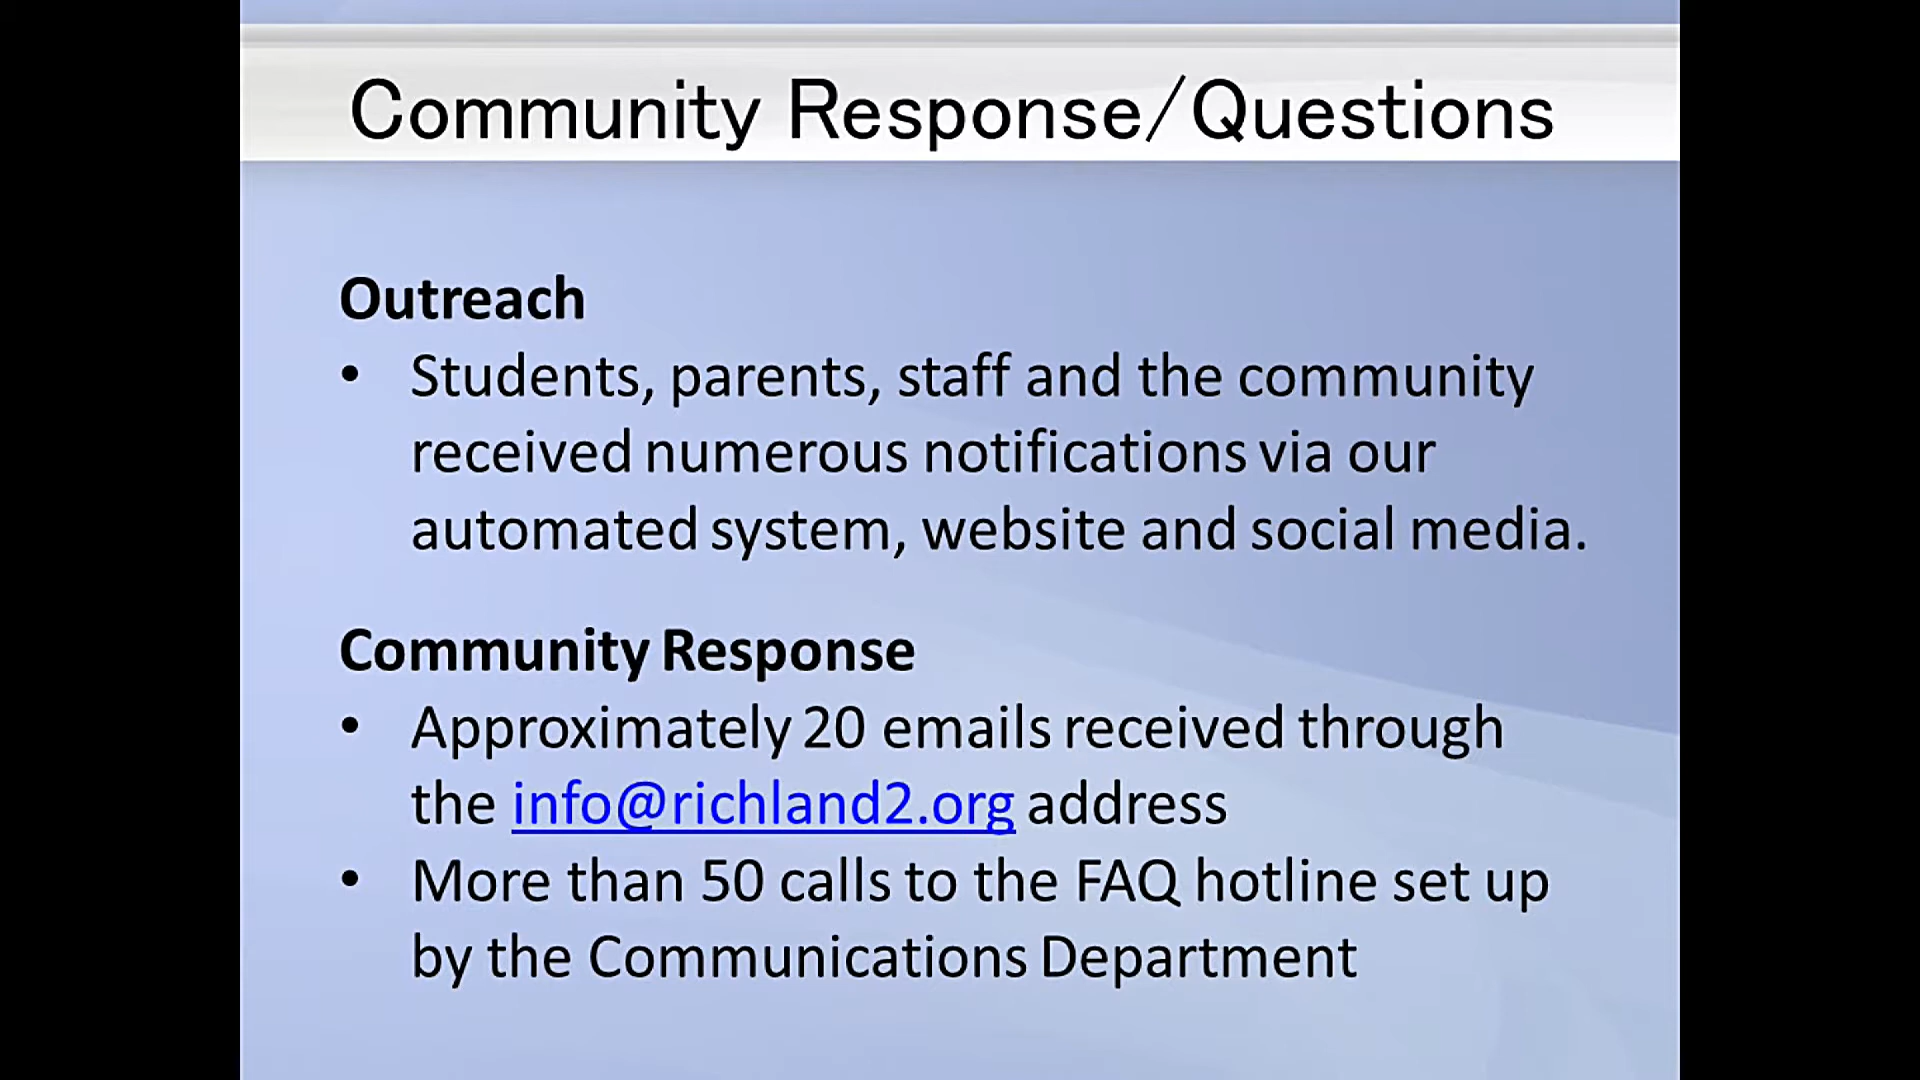 Community Response/Questions
Outreach
• Students, parents, staff and the community
received numerous notifications via our
automated system, website and social media.
Community Response
• Approximately 20 emails received through
the info@richland2.org address
• More than 50 calls to the FAQ hotline set up
by the Communications Department